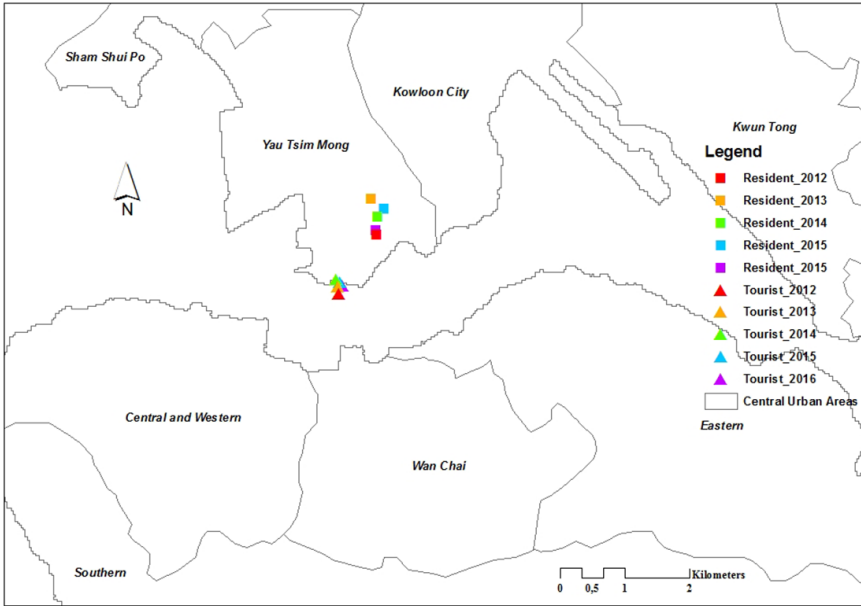 Sham Shui Po
Kowloon City
Kwun Tong
Yau Tsim Mong
Legend
Resident_2012
Resident_2013
Resident_2014
Resident_2015
Resident_2015
Tourist_2012
Tourist_2013
Tourist_2014
Tourist_2015
Tourist_2016
Central Urban Areas
N
Central and Western
Eastern
Wan Chai
Southern
Kilometers
0 0,5 1 2